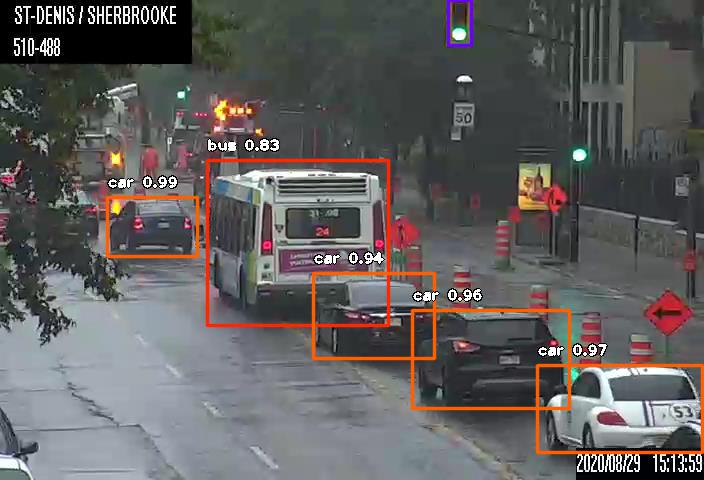 ST-DENIS / SHERBROOKE
510-488
50
bus 0.83
car 0.99
24
car 0.94
car 0.96
car 0.97
53
2020/08/29 15:13:59